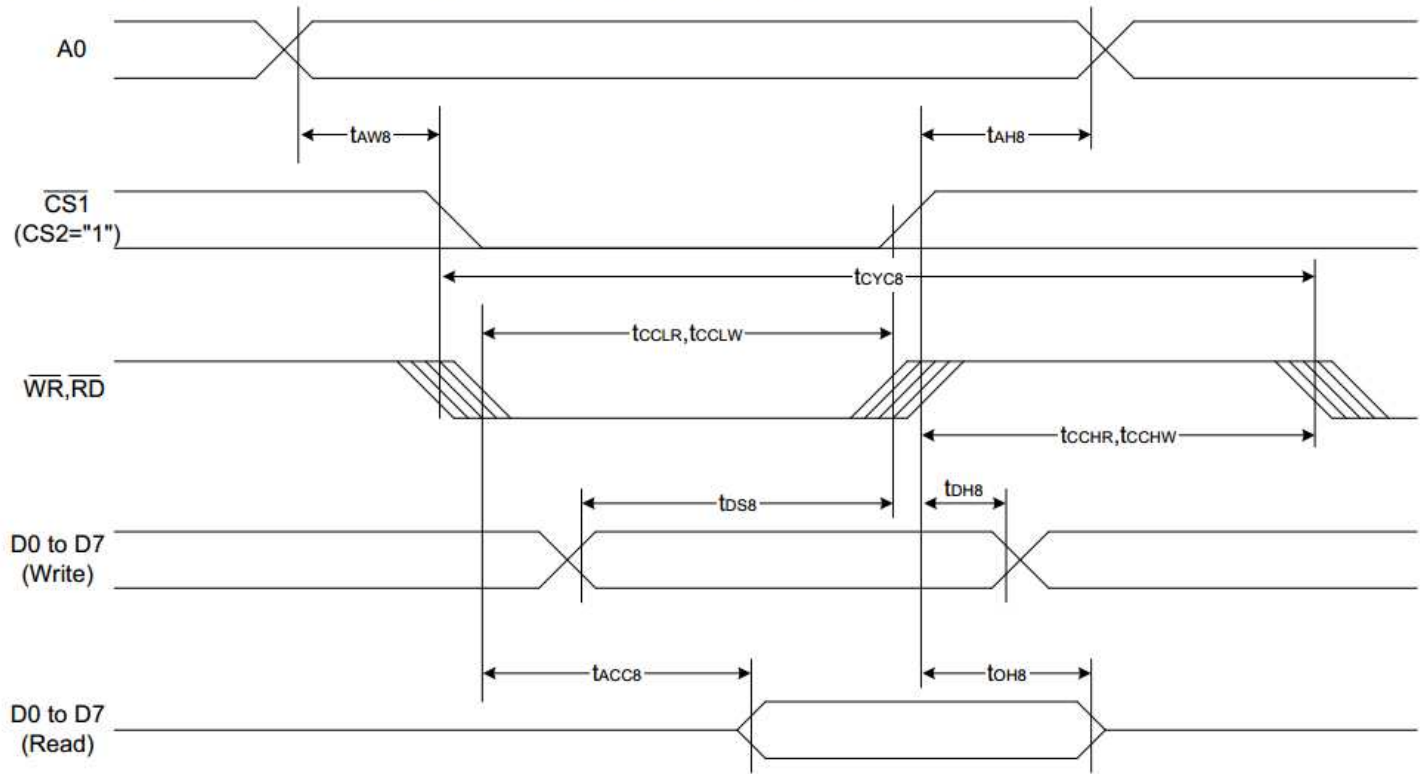 A0
tAW8
tAH8
CS1
(CS2="1")
tCYC8
tCCLR,tCCLW
WR,RD
tCCHR,tCCHW
tDS8
tDH8
D0 to D7
(Write)
tACC8
tOH8
D0 to D7
(Read)